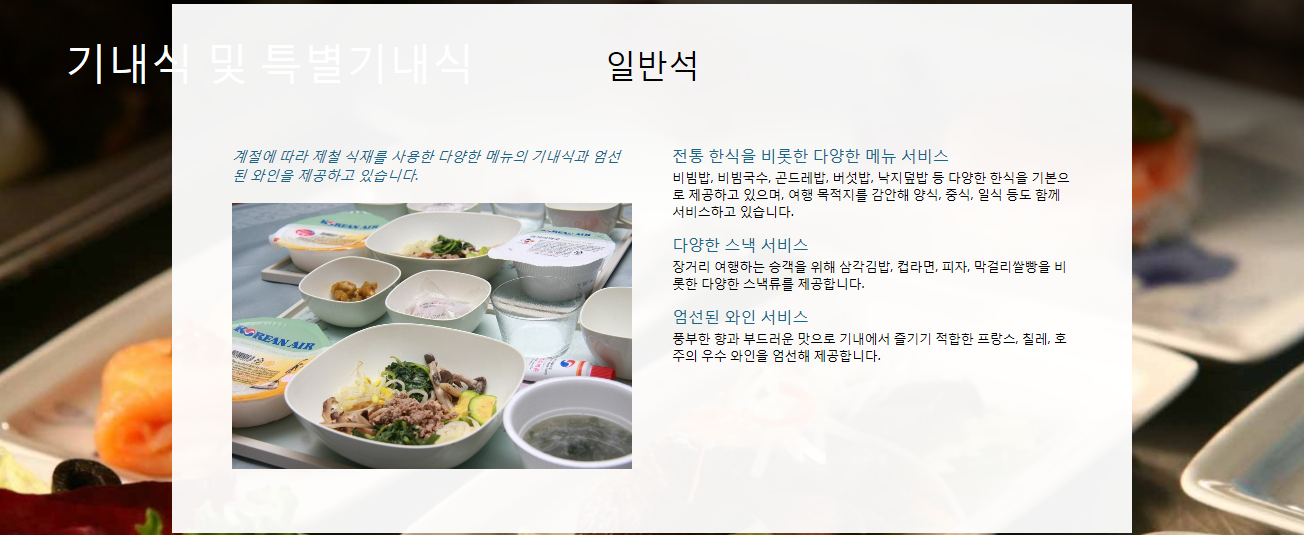 기내식 및 특별기내식
일반석
계절에 따라 제철 식재를 사용한 다양한 메뉴의 기내식과 엄선
된 와인을 제공하고 있습니다.
KOREAN AIR
KOREAN AIR
전통 한식을 비롯한 다양한 메뉴 서비스
비빔밥, 비빔국수, 곤드레밥, 버섯밥, 낙지덮밥 등 다양한 한식을 기본으
로 제공하고 있으며, 여행 목적지를 감안해 양식, 중식, 일식 등도 함께
서비스하고 있습니다.
다양한 스낵 서비스
장거리 여행하는 승객을 위해 삼각김밥, 컵라면, 피자, 막걸리쌀빵을 비
롯한 다양한 스낵류를 제공합니다.
엄선된 와인 서비스
풍부한 향과 부드러운 맛으로 기내에서 즐기기 적합한 프랑스, 칠레, 호
주의 우수 와인을 엄선해 제공합니다.